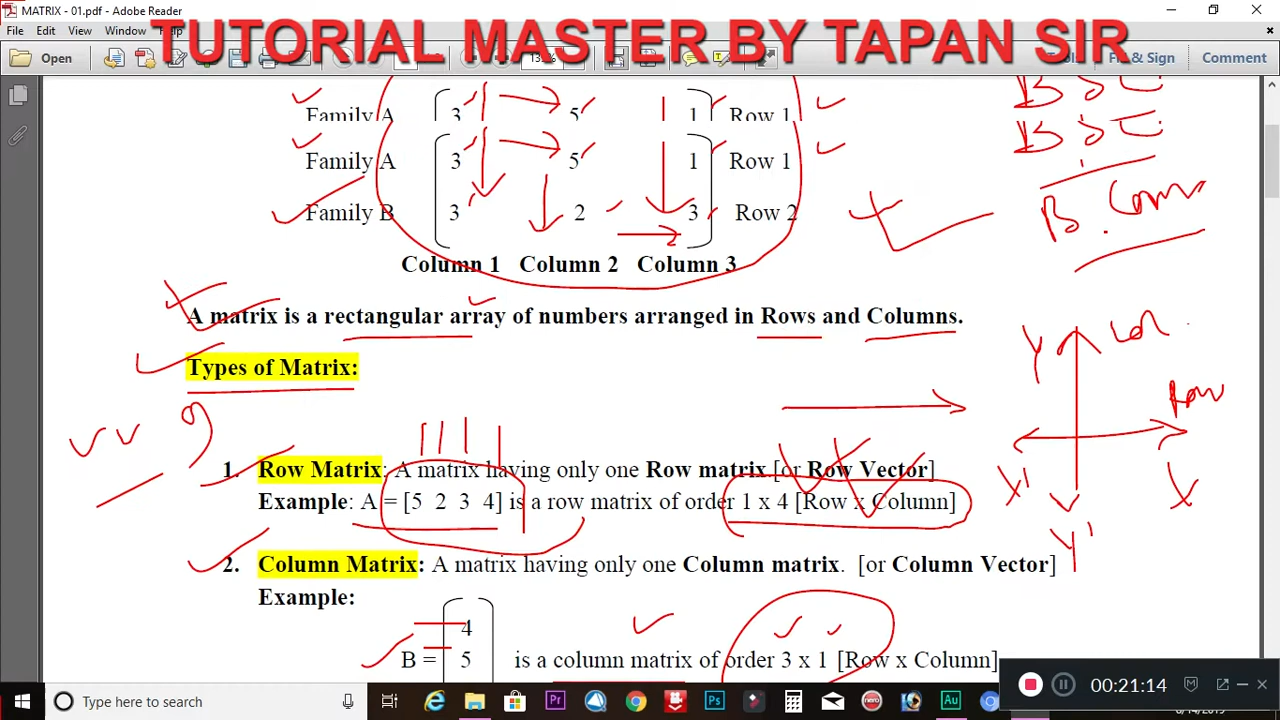 MATRIX - 01.pdf - Adobe Reader
File Edit View Window Help
TUTORIAL MASTER BY TAPAN SIR
Open Fill & Sign Comment
Family A 3 5 1 Row 1
Family A 3 5 1 Row 1
Family B 3 2 3 Row 2
Column 1 Column 2 Column 3
B. Com
A matrix is a rectangular array of numbers arranged in Rows and Columns.
Y Col
Types of Matrix:
Row
1. Row Matrix: A matrix having only one Row matrix.[or Row Vector]
Example: A = [5 2 3 4] is a row matrix of order 1 x 4 [Row x Column]
X' X
Y'
2. Column Matrix: A matrix having only one Column matrix. [or Column Vector]
Example:
4
B = 5 is a column matrix of order 3 x 1 [Row x Column]
00:21:14
Type here to search